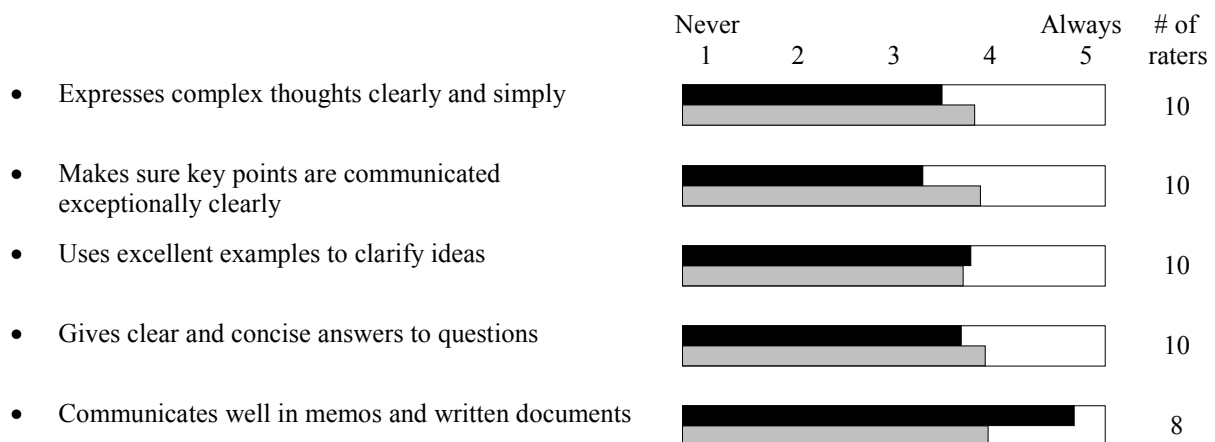 Never Always # of
1 2 3 4 5 raters
• Expresses complex thoughts clearly and simply 10
• Makes sure key points are communicated
exceptionally clearly 10
• Uses excellent examples to clarify ideas 10
• Gives clear and concise answers to questions 10
• Communicates well in memos and written documents 8